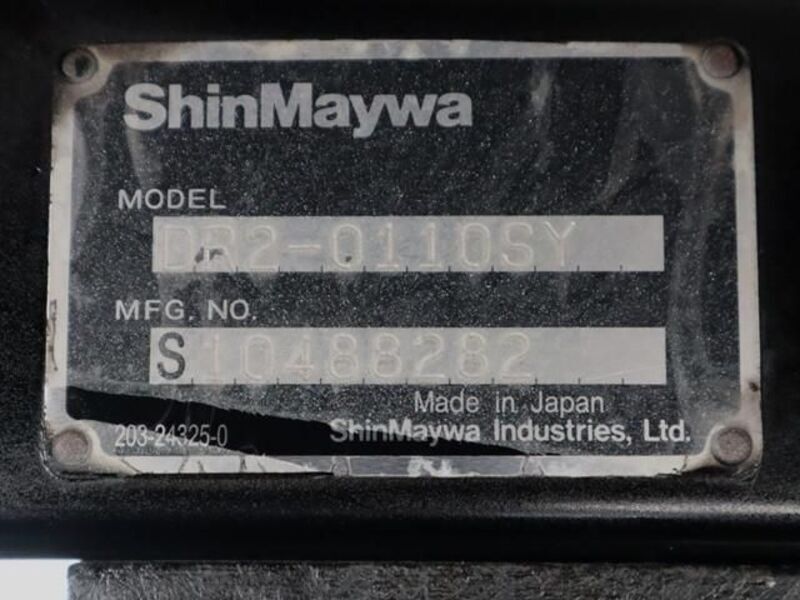 ShinMaywa
MODEL
DR2-0110SY
MFG. NO.
S10488282
Made in Japan
203-24325-0
ShinMaywa Industries, Ltd.